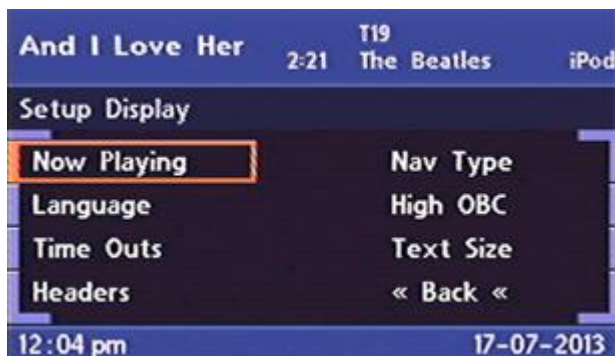 And I Love Her 2:21 T19 The Beatles iPod
Setup Display
Now Playing Nav Type
Language High OBC
Time Outs Text Size
Headers « Back «
12:04 pm 17-07-2013